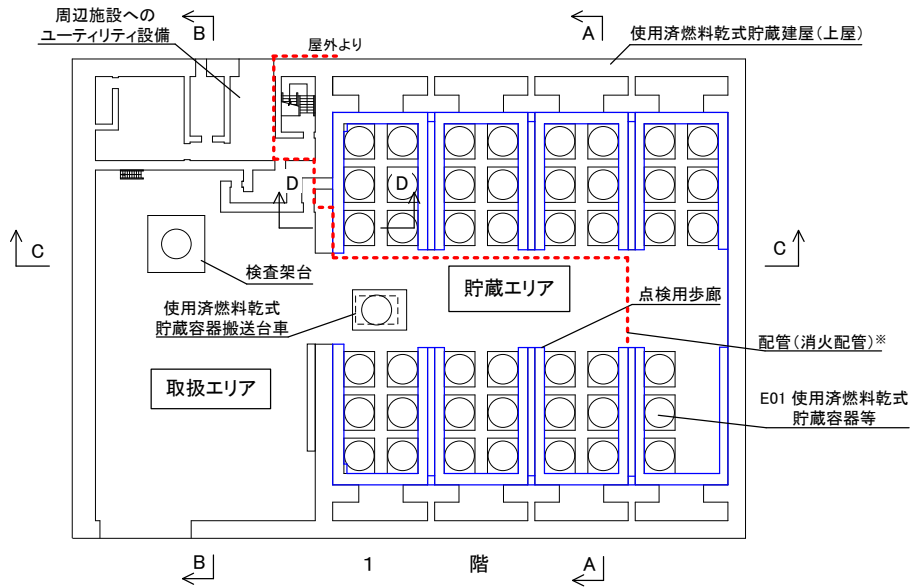 周辺施設への
ユーティリティ設備
B
屋外より
A
使用済燃料乾式貯蔵建屋(上屋)
D
D
C
C
検査架台
貯蔵エリア
点検用歩廊
使用済燃料乾式
貯蔵容器搬送台車
配管(消火配管)※
取扱エリア
E01 使用済燃料乾式
貯蔵容器等
B
1 階
A